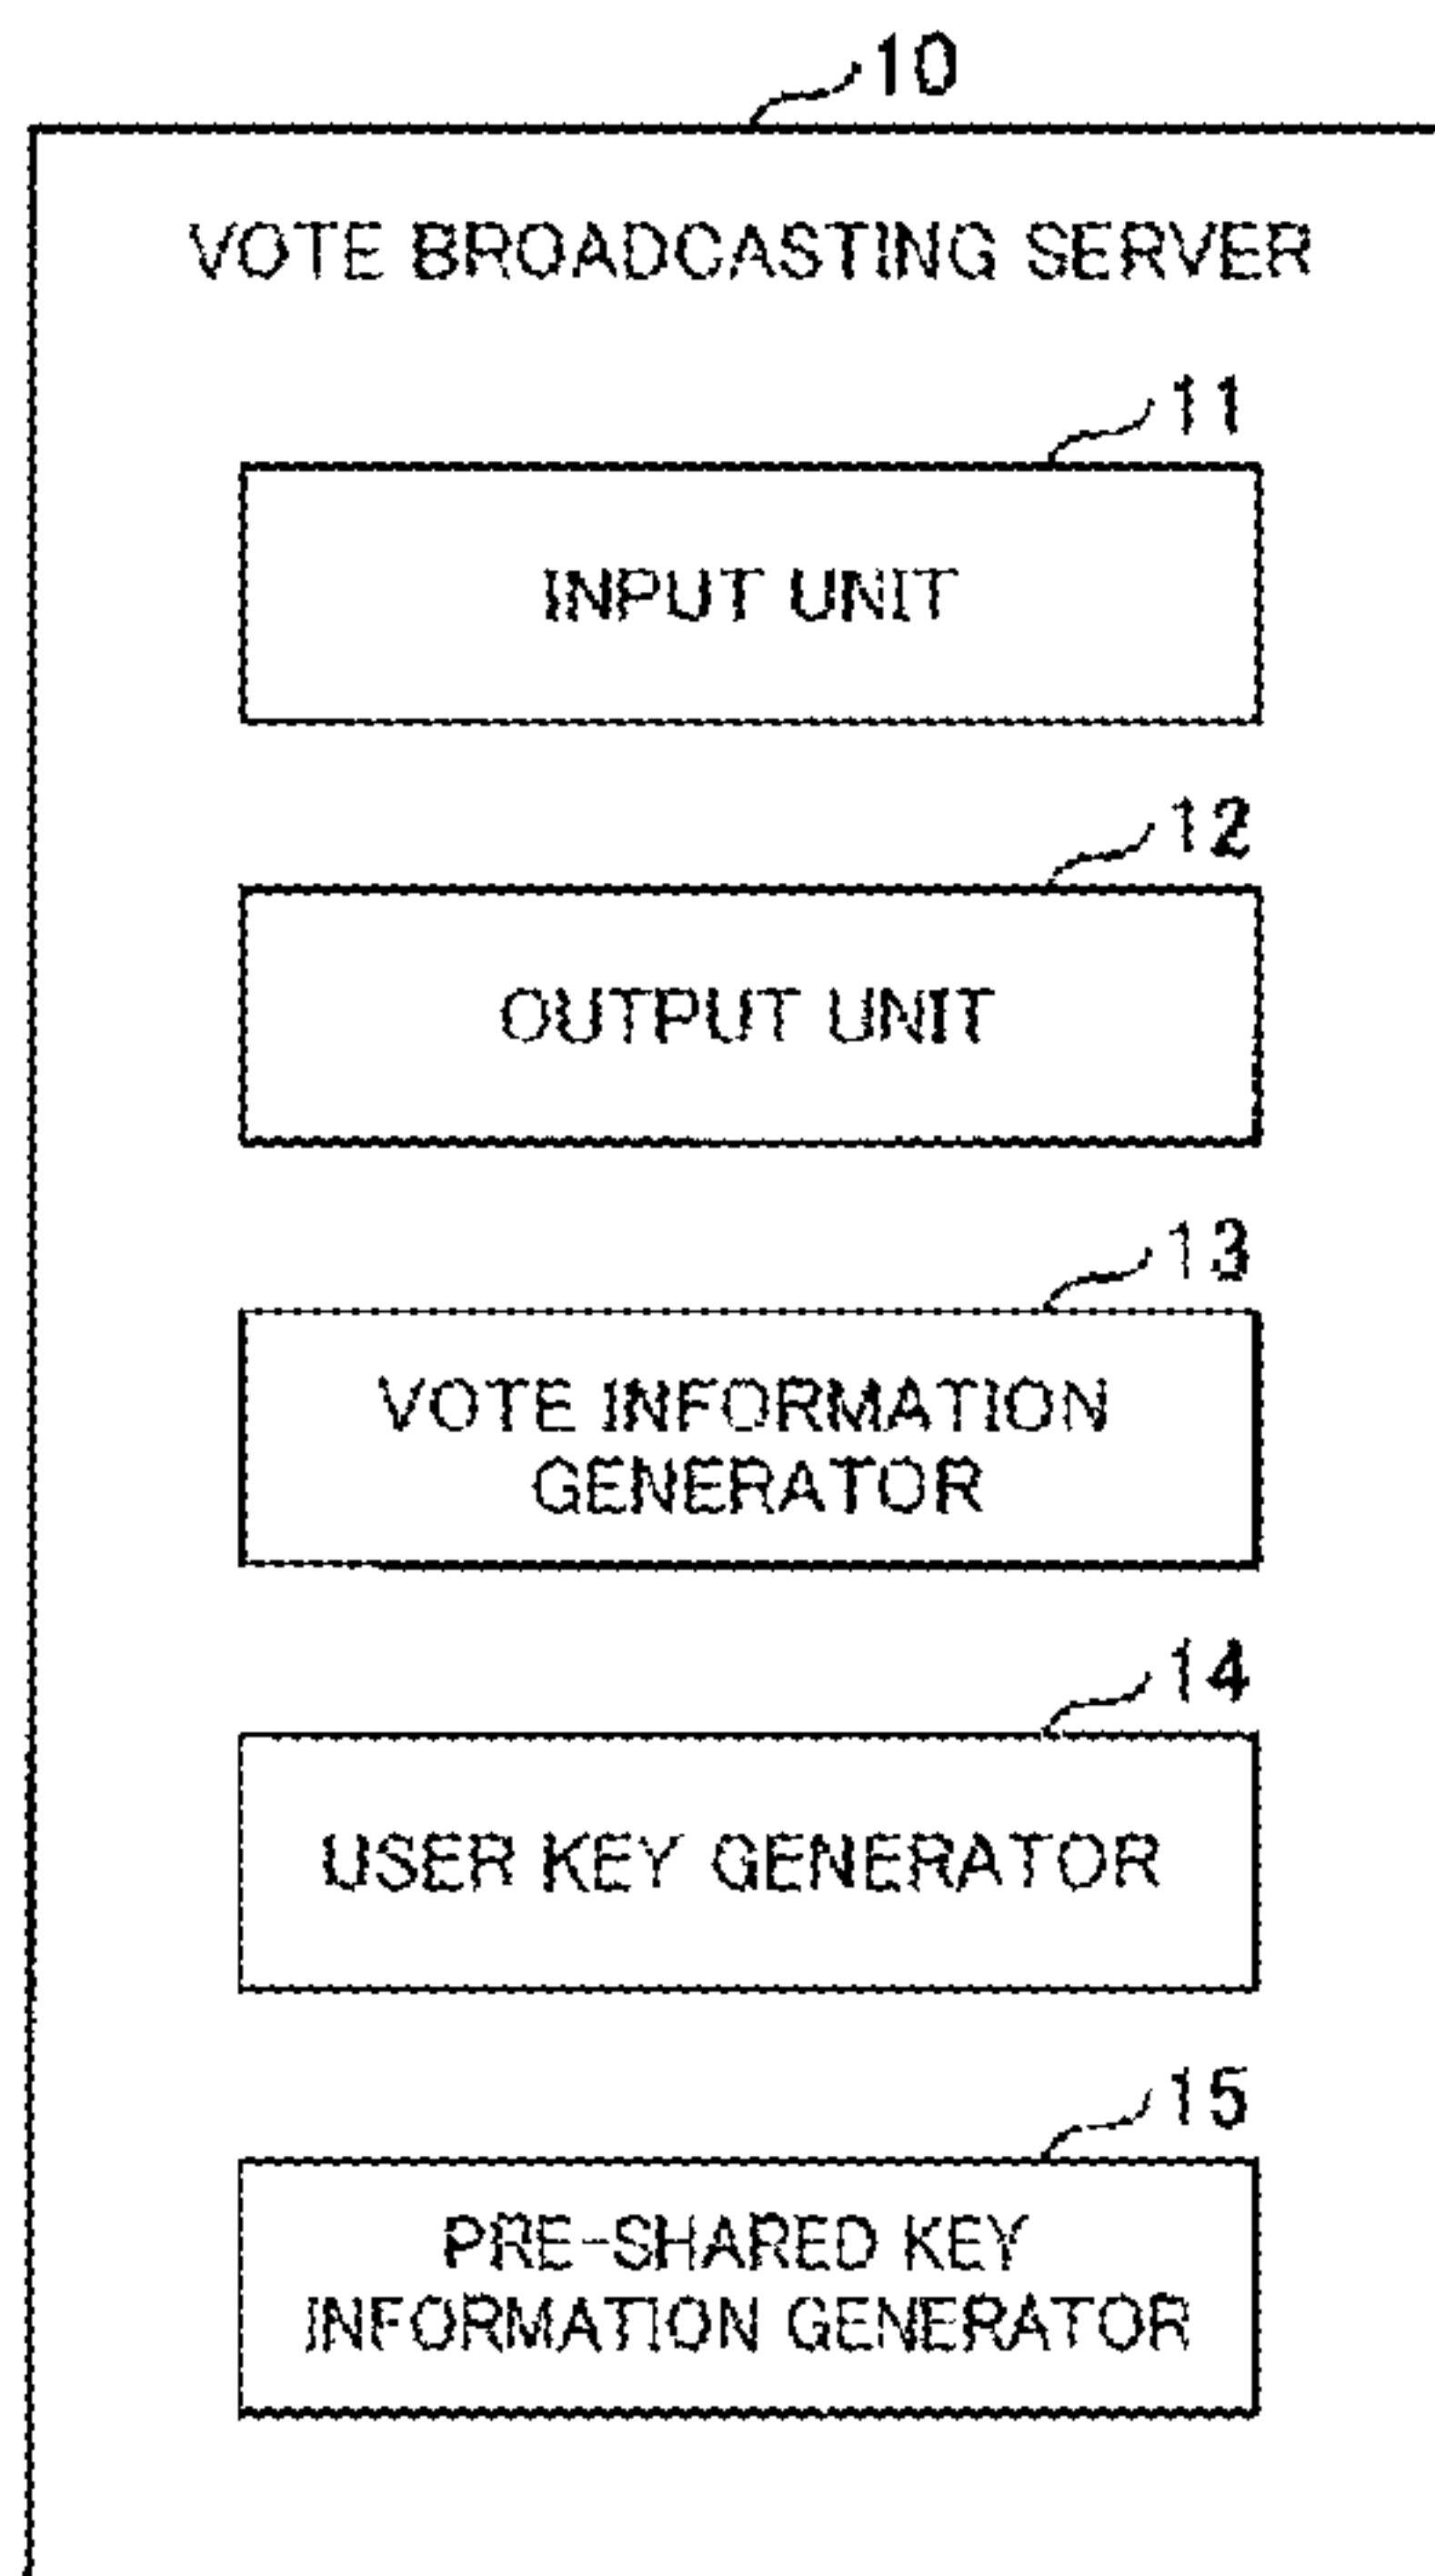 10
VOTE BROADCASTING SERVER
11
INPUT UNIT
12
OUTPUT UNIT
13
VOTE INFORMATION
GENERATOR
14
USER KEY GENERATOR
15
PRE-SHARED KEY
INFORMATION GENERATOR